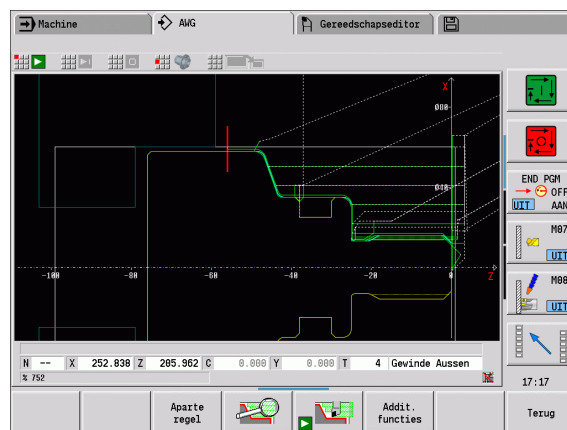 Machine
AWG
Gereedschapseditor
X
Ø80
Ø40
-100
-80
-60
-40
-20
0
Z
END PGM
OFF
UIT AAN
M07
UIT
M08
UIT
N -- X 252.838 Z 205.962 C 0.000 Y 0.000 T 4 Gewinde Aussen
% 752
17:17
Aparte regel
Addit. functies
Terug